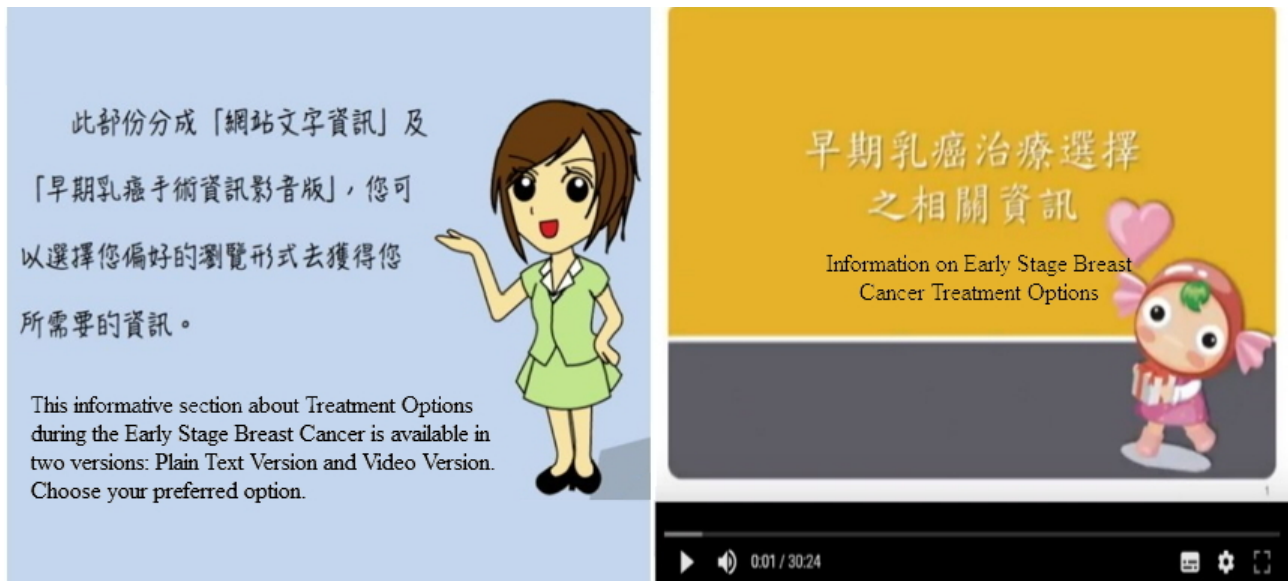 此部份分成「網站文字資訊」及
「早期乳癌手術資訊影音版」，您可
以選擇您偏好的瀏覽形式去獲得您
所需要的資訊。
This informative section about Treatment Options
during the Early Stage Breast Cancer is available in
two versions: Plain Text Version and Video Version.
Choose your preferred option.
早期乳癌治療選擇
之相關資訊
Information on Early Stage Breast
Cancer Treatment Options
1
0:01 / 30:24